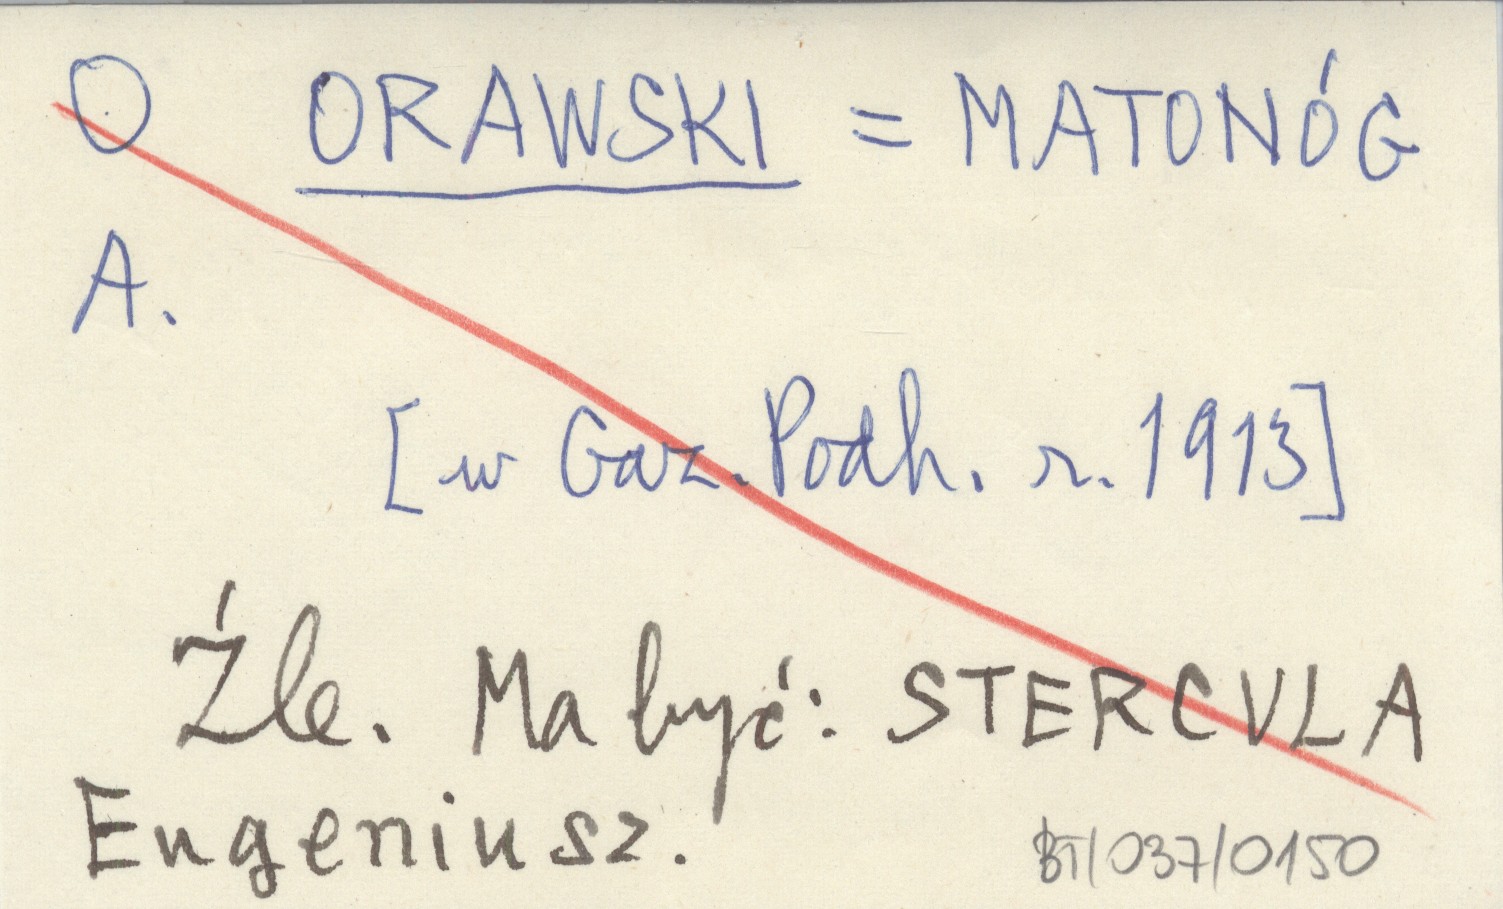 O ORAWSKI = MATONÓG
A.
[w Gaz. Podh. r. 1913]
Źle. Ma być: STERCULA
Eugeniusz.
BT/037/0150